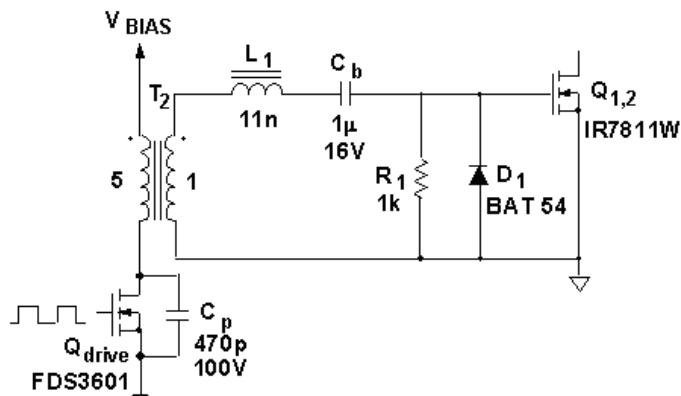 V BIAS
T2
L1
11n
Cb
1μ
16V
Q1,2
IR7811W
5
1
R1
1k
D1
BAT 54
Qdrive
FDS3601
Cp
470p
100V